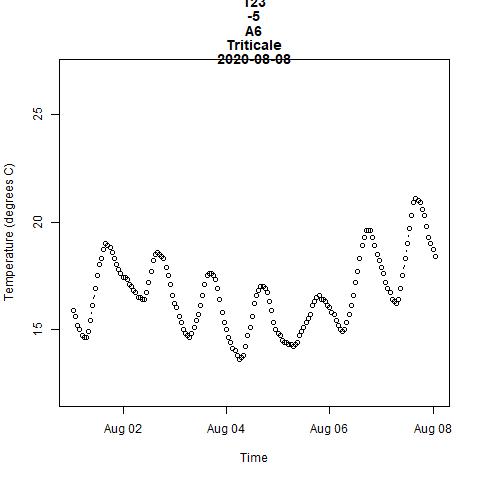 123
-5
A6
Triticale
2020-08-08
25
20
15
Temperature (degrees C)
Aug 02
Aug 04
Aug 06
Aug 08
Time